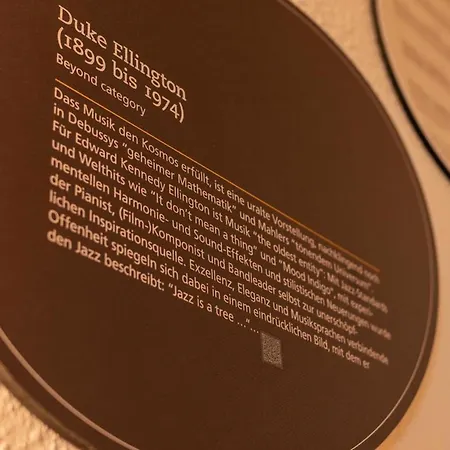 Duke Ellington
(1899 bis 1974)
Beyond category
Dass Musik den Kosmos erfüllt, ist eine uralte Vorstellung, nachklingend noch
in Debussys "geheimer Mathematik" und Mahlers "tönendem Universum".
Für Edward Kennedy Ellington ist Musik "the oldest entity". Mit Jazz-Standards
und Welthits wie "It don't mean a thing" und "Mood Indigo", mit experi-
mentellen Harmonie- und Sound-Effekten und stilistischen Neuerungen wurde
der Pianist, (Film-)Komponist und Bandleader selbst zur unerschöpf-
lichen Inspirationsquelle. Exzellenz, Eleganz und Musiksprachen verbindende
Offenheit spiegeln sich dabei in einem eindrücklichen Bild, mit dem er
den Jazz beschreibt: "Jazz is a tree ..."...